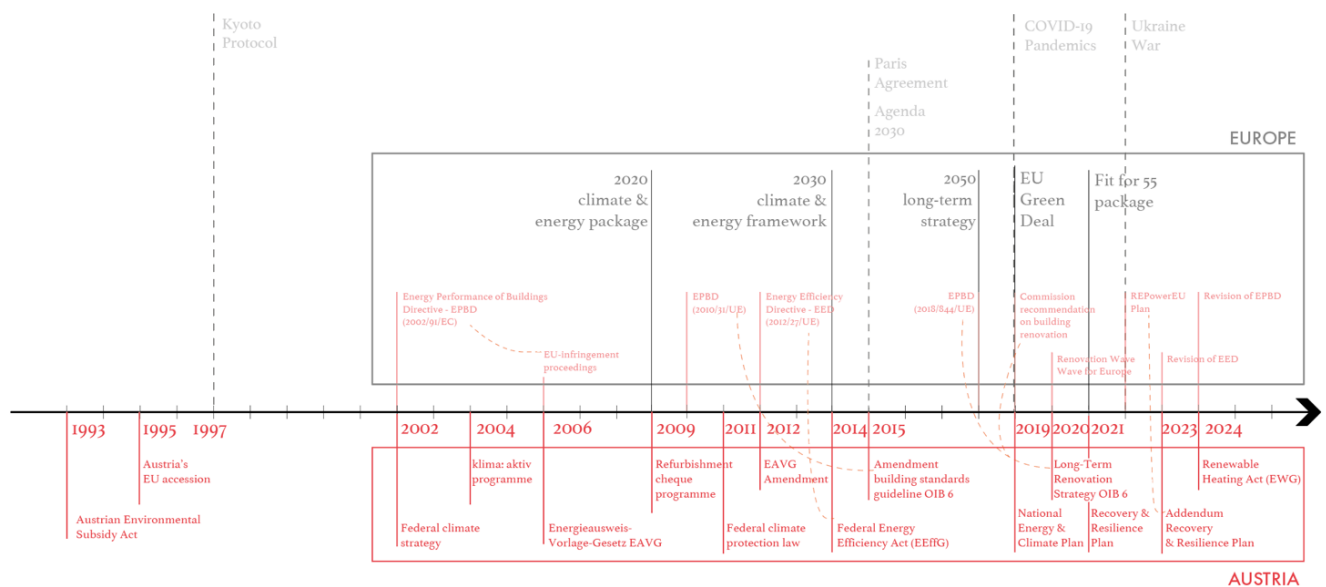 Kyoto
Protocol
COVID-19
Pandemics
Ukraine
War
Paris
Agreement
Agenda
2030
EUROPE
2020
climate &
energy package
2030
climate &
energy framework
2050
long-term
strategy
EU
Green
Deal
Fit for 55
package
Energy Performance of Buildings
Directive - EPBD
(2002/91/EC)
EU-infringement
proceedings
EPBD
(2010/31/UE)
Energy Efficiency
Directive - EED
(2012/27/UE)
EPBD
(2018/844/UE)
Commission
recommendation
on building
renovation
Renovation Wave
Wave for Europe
REPowerEU
Plan
Revision of EED
Revision of EPBD
1993
1995
1997
2002
2004
2006
2009
2011
2012
2014
2015
2019
2020
2021
2023
2024
Austrian Environmental
Subsidy Act
Austria's
EU accession
Federal climate
strategy
klima: aktiv
programme
Energieausweis-
Vorlage-Gesetz EAVG
Refurbishment
cheque
programme
Federal climate
protection law
EAVG
Amendment
Federal Energy
Efficiency Act (EEffG)
Amendment
building standards
guideline OIB 6
National
Energy &
Climate Plan
Long-Term
Renovation
Strategy OIB 6
Recovery &
Resilience
Plan
Addendum
Recovery
& Resilience Plan
Renewable
Heating Act (EWG)
AUSTRIA